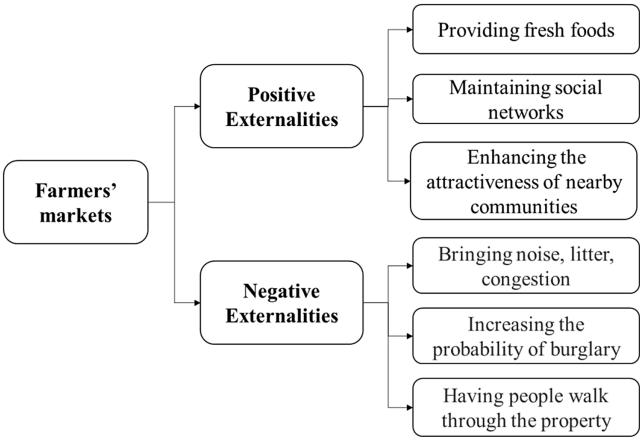 Farmers'
markets
Positive
Externalities
Providing fresh foods
Maintaining social
networks
Enhancing the
attractiveness of nearby
communities
Negative
Externalities
Bringing noise, litter,
congestion
Increasing the
probability of burglary
Having people walk
through the property